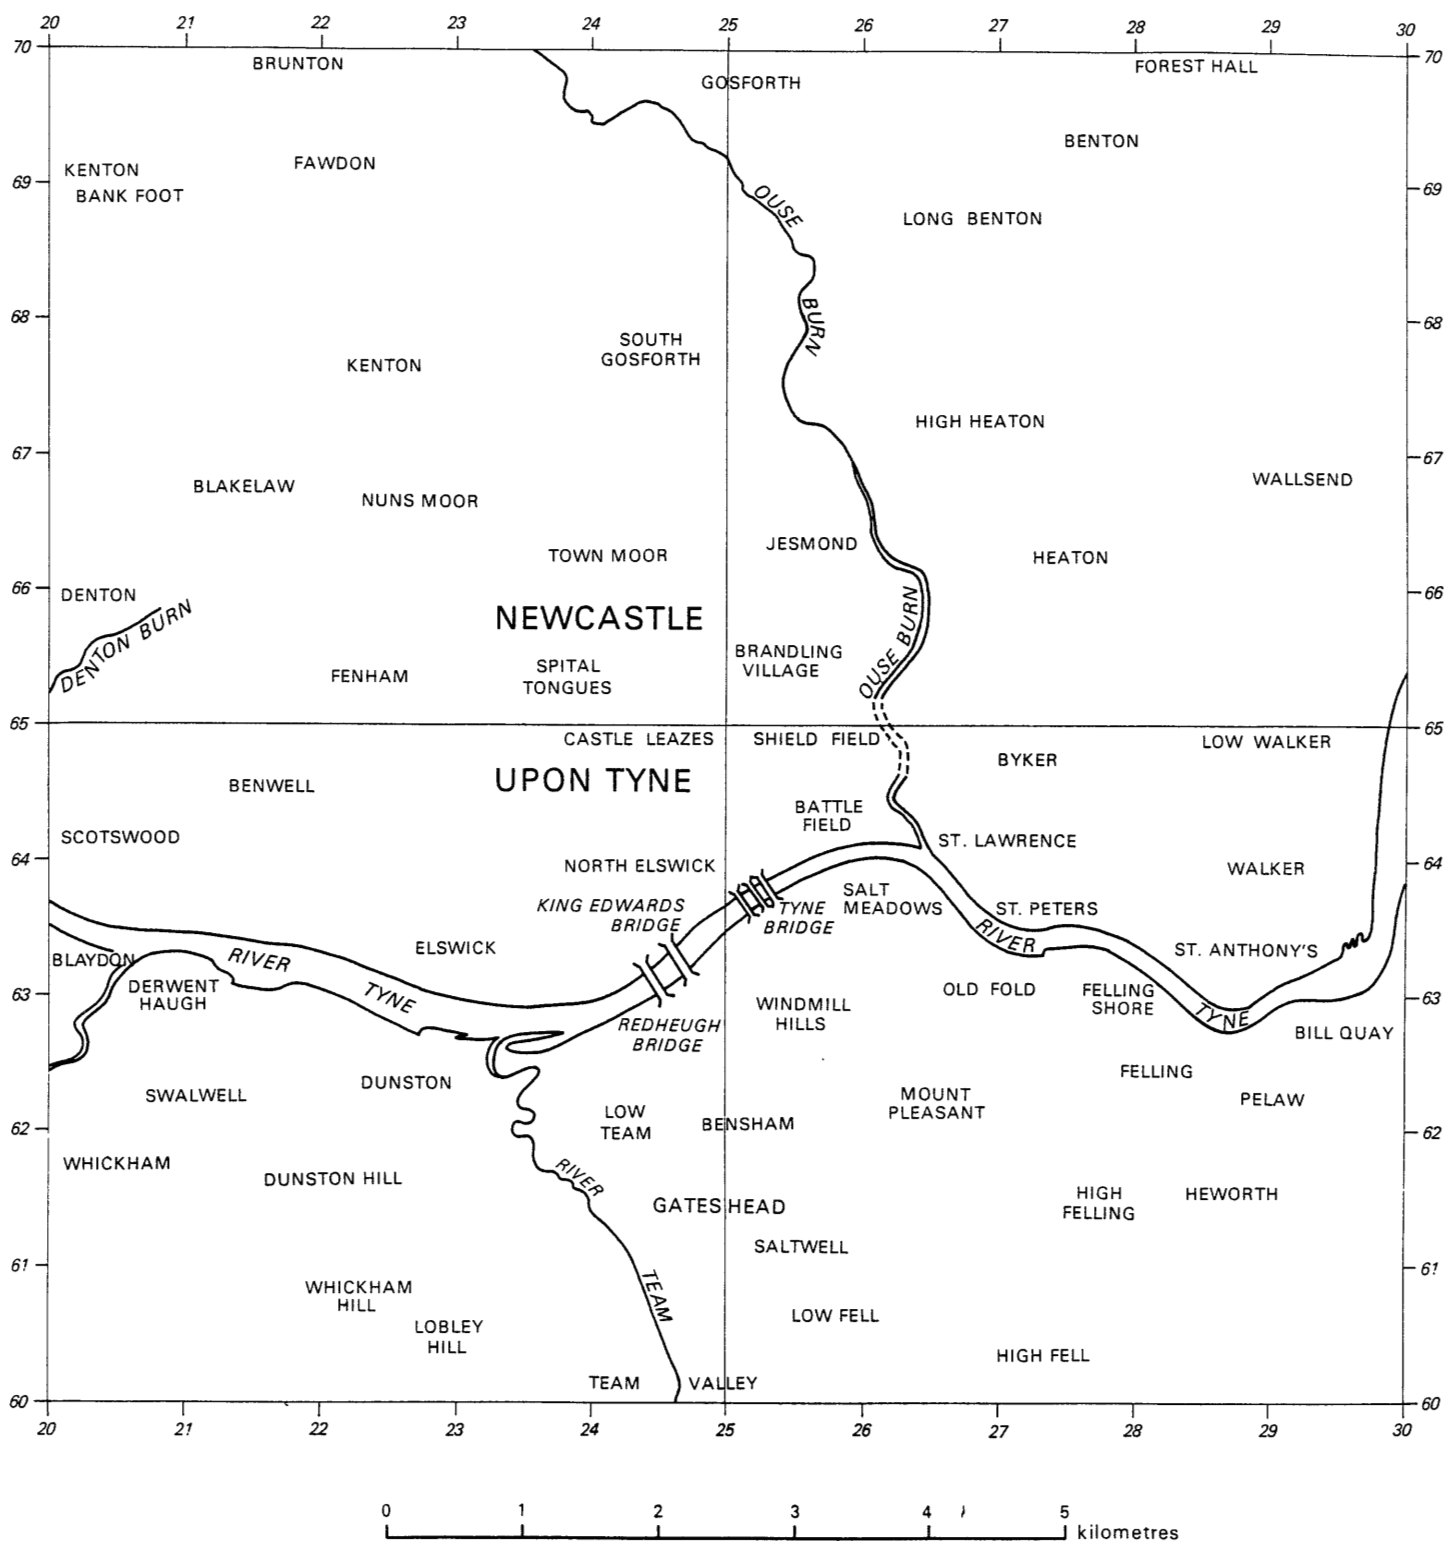 20 21 22 23 24 25 26 27 28 29 30
70 70
BRUNTON
GOSFORTH
FOREST HALL
BENTON
FAWDON
KENTON
BANK FOOT
69 69
OUSE
LONG BENTON
BURN
68 68
SOUTH
GOSFORTH
KENTON
HIGH HEATON
67 67
WALLSEND
BLAKELAW
NUNS MOOR
JESMOND
TOWN MOOR
HEATON
66 66
DENTON
DENTON BURN
NEWCASTLE
OUSE BURN
BRANDLING
VILLAGE
SPITAL
TONGUES
FENHAM
65 65
CASTLE LEAZES
SHIELD FIELD
LOW WALKER
BYKER
UPON TYNE
BENWELL
BATTLE
FIELD
SCOTSWOOD
ST. LAWRENCE
64 64
NORTH ELSWICK
WALKER
SALT
MEADOWS
KING EDWARDS
BRIDGE
TYNE
BRIDGE
ST. PETERS
RIVER
ELSWICK
ST. ANTHONY'S
RIVER
BLAYDON
DERWENT
HAUGH
TYNE
63 63
OLD FOLD
FELLING
SHORE
WINDMILL
HILLS
TYNE
REDHEUGH
BRIDGE
BILL QUAY
FELLING
DUNSTON
SWALWELL
MOUNT
PLEASANT
PELAW
LOW
TEAM
BENSHAM
62 62
WHICKHAM
DUNSTON HILL
RIVER
HIGH
FELLING
HEWORTH
GATESHEAD
SALTWELL
61 61
WHICKHAM
HILL
TEAM
LOW FELL
LOBLEY
HILL
HIGH FELL
TEAM VALLEY
60 60
20 21 22 23 24 25 26 27 28 29 30
0 1 2 3 4 5
kilometres